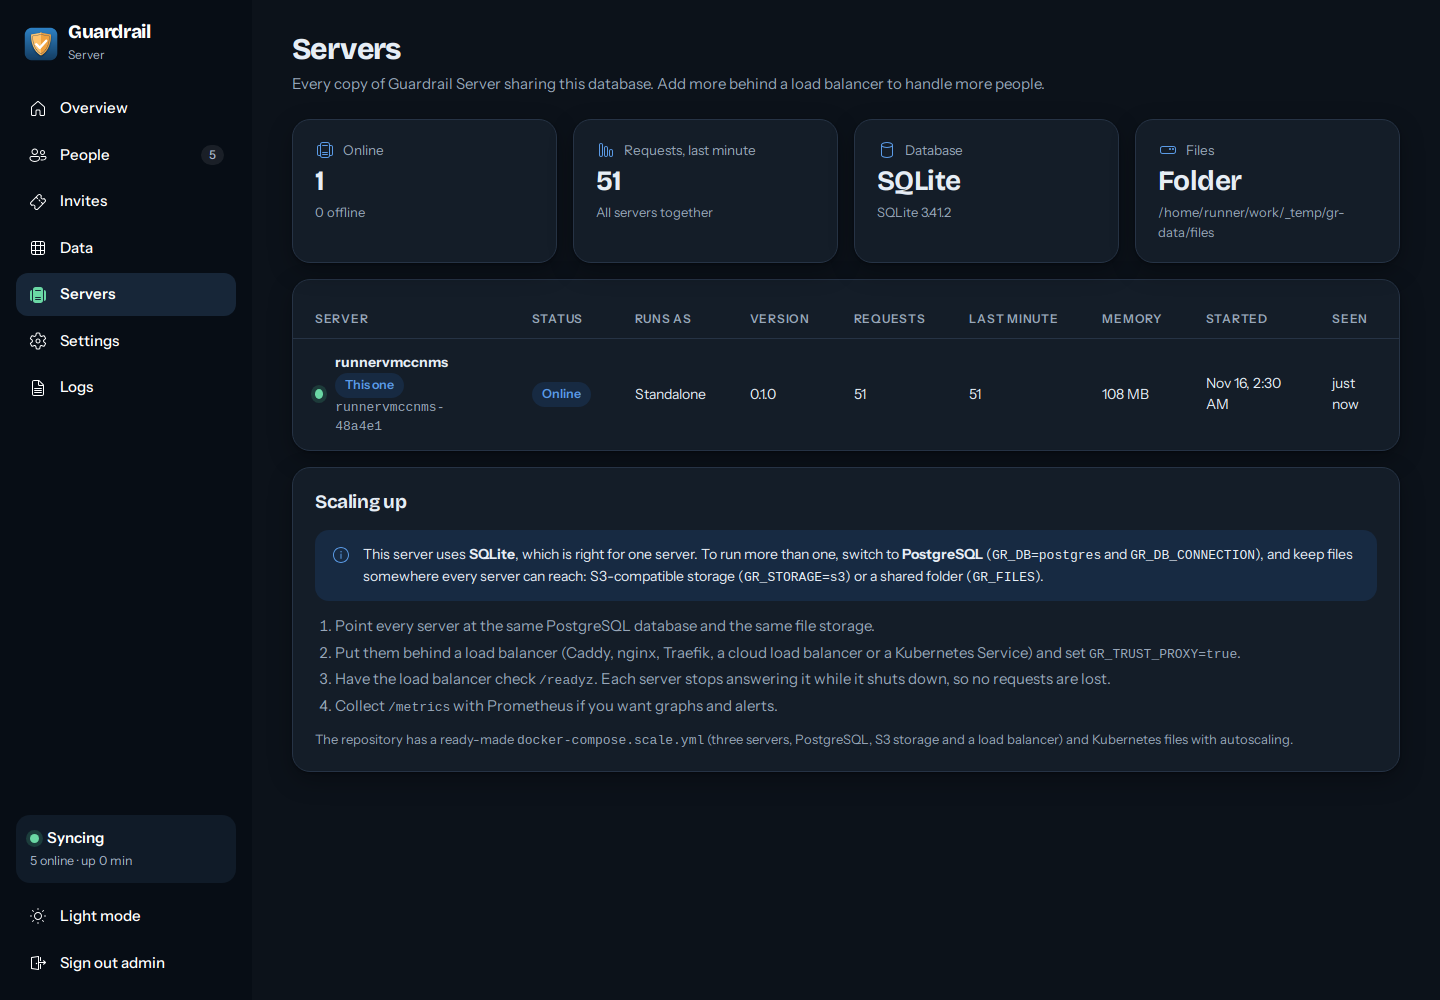 Guardrail
Server
Overview
People
5
Invites
Data
Servers
Settings
Logs
Syncing
5 online · up 0 min
Light mode
Sign out admin
Servers
Every copy of Guardrail Server sharing this database. Add more behind a load balancer to handle more people.
Online
1
0 offline
Requests, last minute
51
All servers together
Database
SQLite
SQLite 3.41.2
Files
Folder
/home/runner/work/_temp/gr-
data/files
SERVER STATUS RUNS AS VERSION REQUESTS LAST MINUTE MEMORY STARTED SEEN
runnervmccnms
This one
runnervmccnms-
48a4e1
Online
Standalone
0.1.0
51
51
108 MB
Nov 16, 2:30
AM
just
now
Scaling up
This server uses SQLite, which is right for one server. To run more than one, switch to PostgreSQL (GR_DB=postgres and GR_DB_CONNECTION), and keep files
somewhere every server can reach: S3-compatible storage (GR_STORAGE=s3) or a shared folder (GR_FILES).
1. Point every server at the same PostgreSQL database and the same file storage.
2. Put them behind a load balancer (Caddy, nginx, Traefik, a cloud load balancer or a Kubernetes Service) and set GR_TRUST_PROXY=true.
3. Have the load balancer check /readyz. Each server stops answering it while it shuts down, so no requests are lost.
4. Collect /metrics with Prometheus if you want graphs and alerts.
The repository has a ready-made docker-compose.scale.yml (three servers, PostgreSQL, S3 storage and a load balancer) and Kubernetes files with autoscaling.